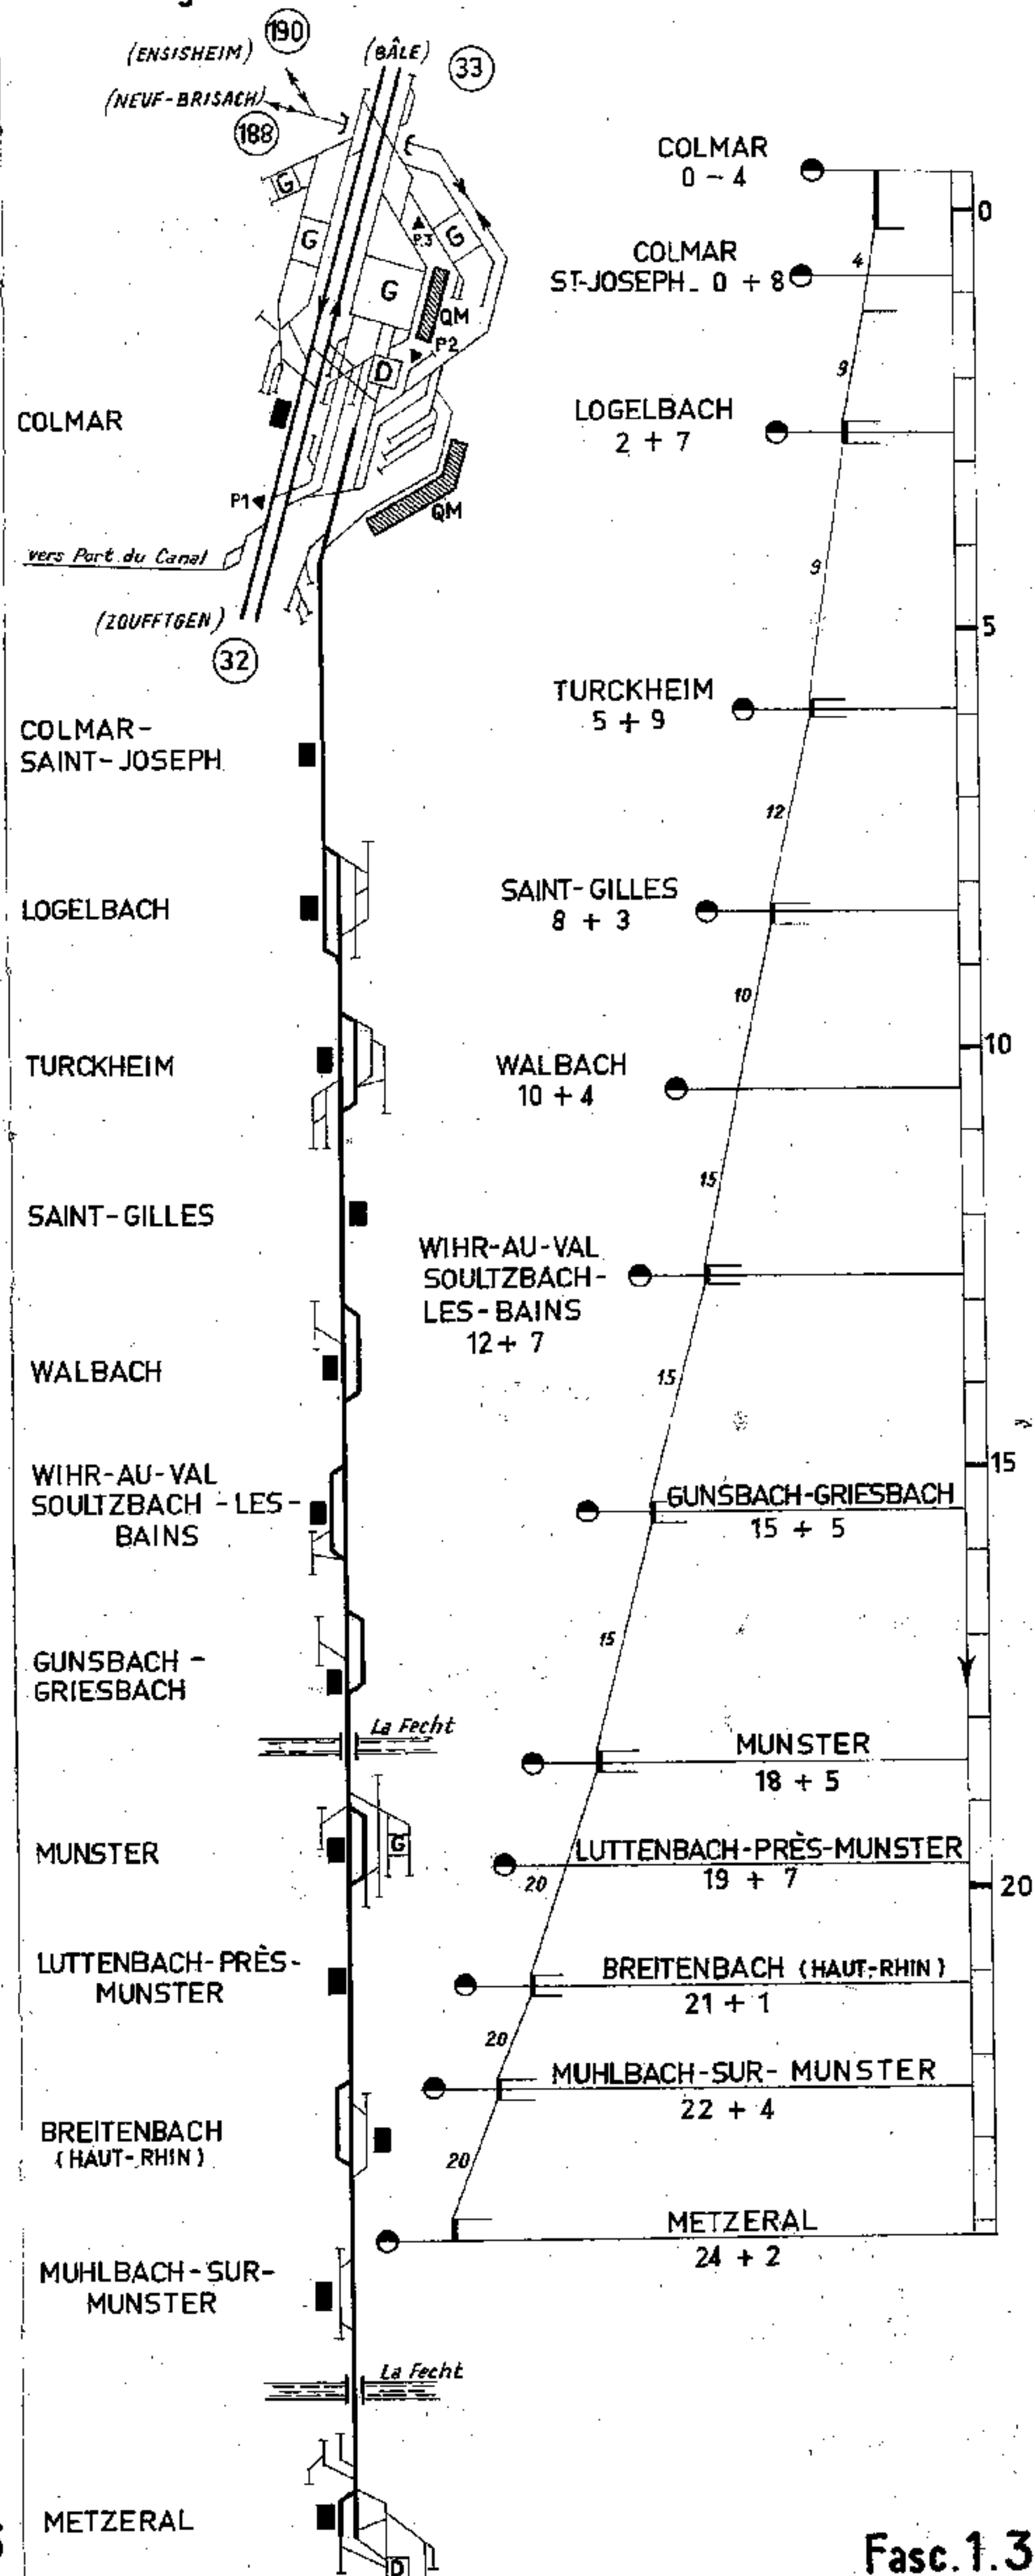 (ENSISHEIM)
190
(BÂLE)
33
(NEUF-BRISACH)
188
G
G
P.3
G
G
QM
P2
D
COLMAR
P1
QM
vers Port du Canal
(ZOUFFTGEN)
32
COLMAR-
SAINT-JOSEPH
LOGELBACH
TURCKHEIM
SAINT-GILLES
WALBACH
WIHR-AU-VAL
SOULTZBACH-LES-
BAINS
GUNSBACH-
GRIESBACH
La Fecht
MUNSTER
G
LUTTENBACH-PRÈS-
MUNSTER
BREITENBACH
(HAUT-RHIN)
MUHLBACH-SUR-
MUNSTER
La Fecht
METZERAL
D
COLMAR
0 - 4
0
4
COLMAR
ST-JOSEPH_ 0 + 8
9
LOGELBACH
2 + 7
9
5
TURCKHEIM
5 + 9
12
SAINT-GILLES
8 + 3
10
10
WALBACH
10 + 4
15
WIHR-AU-VAL
SOULTZBACH-
LES-BAINS
12 + 7
15
15
GUNSBACH-GRIESBACH
15 + 5
15
MUNSTER
18 + 5
LUTTENBACH-PRÈS-MUNSTER
19 + 7
20
20
BREITENBACH (HAUT-RHIN)
21 + 1
20
MUHLBACH-SUR-MUNSTER
22 + 4
20
METZERAL
24 + 2
Fasc.1.3